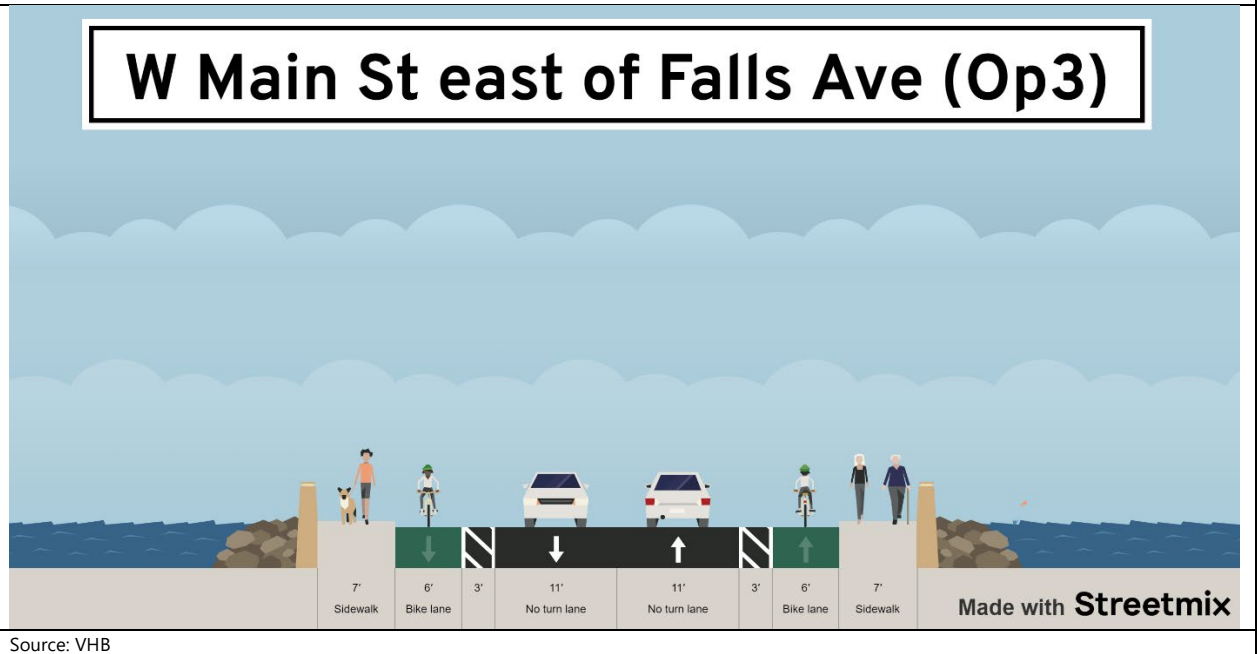 W Main St east of Falls Ave (Op3)
7' 6' 3' 11' 11' 3' 6' 7'
Sidewalk Bike lane No turn lane No turn lane Bike lane Sidewalk
Made with Streetmix
Source: VHB